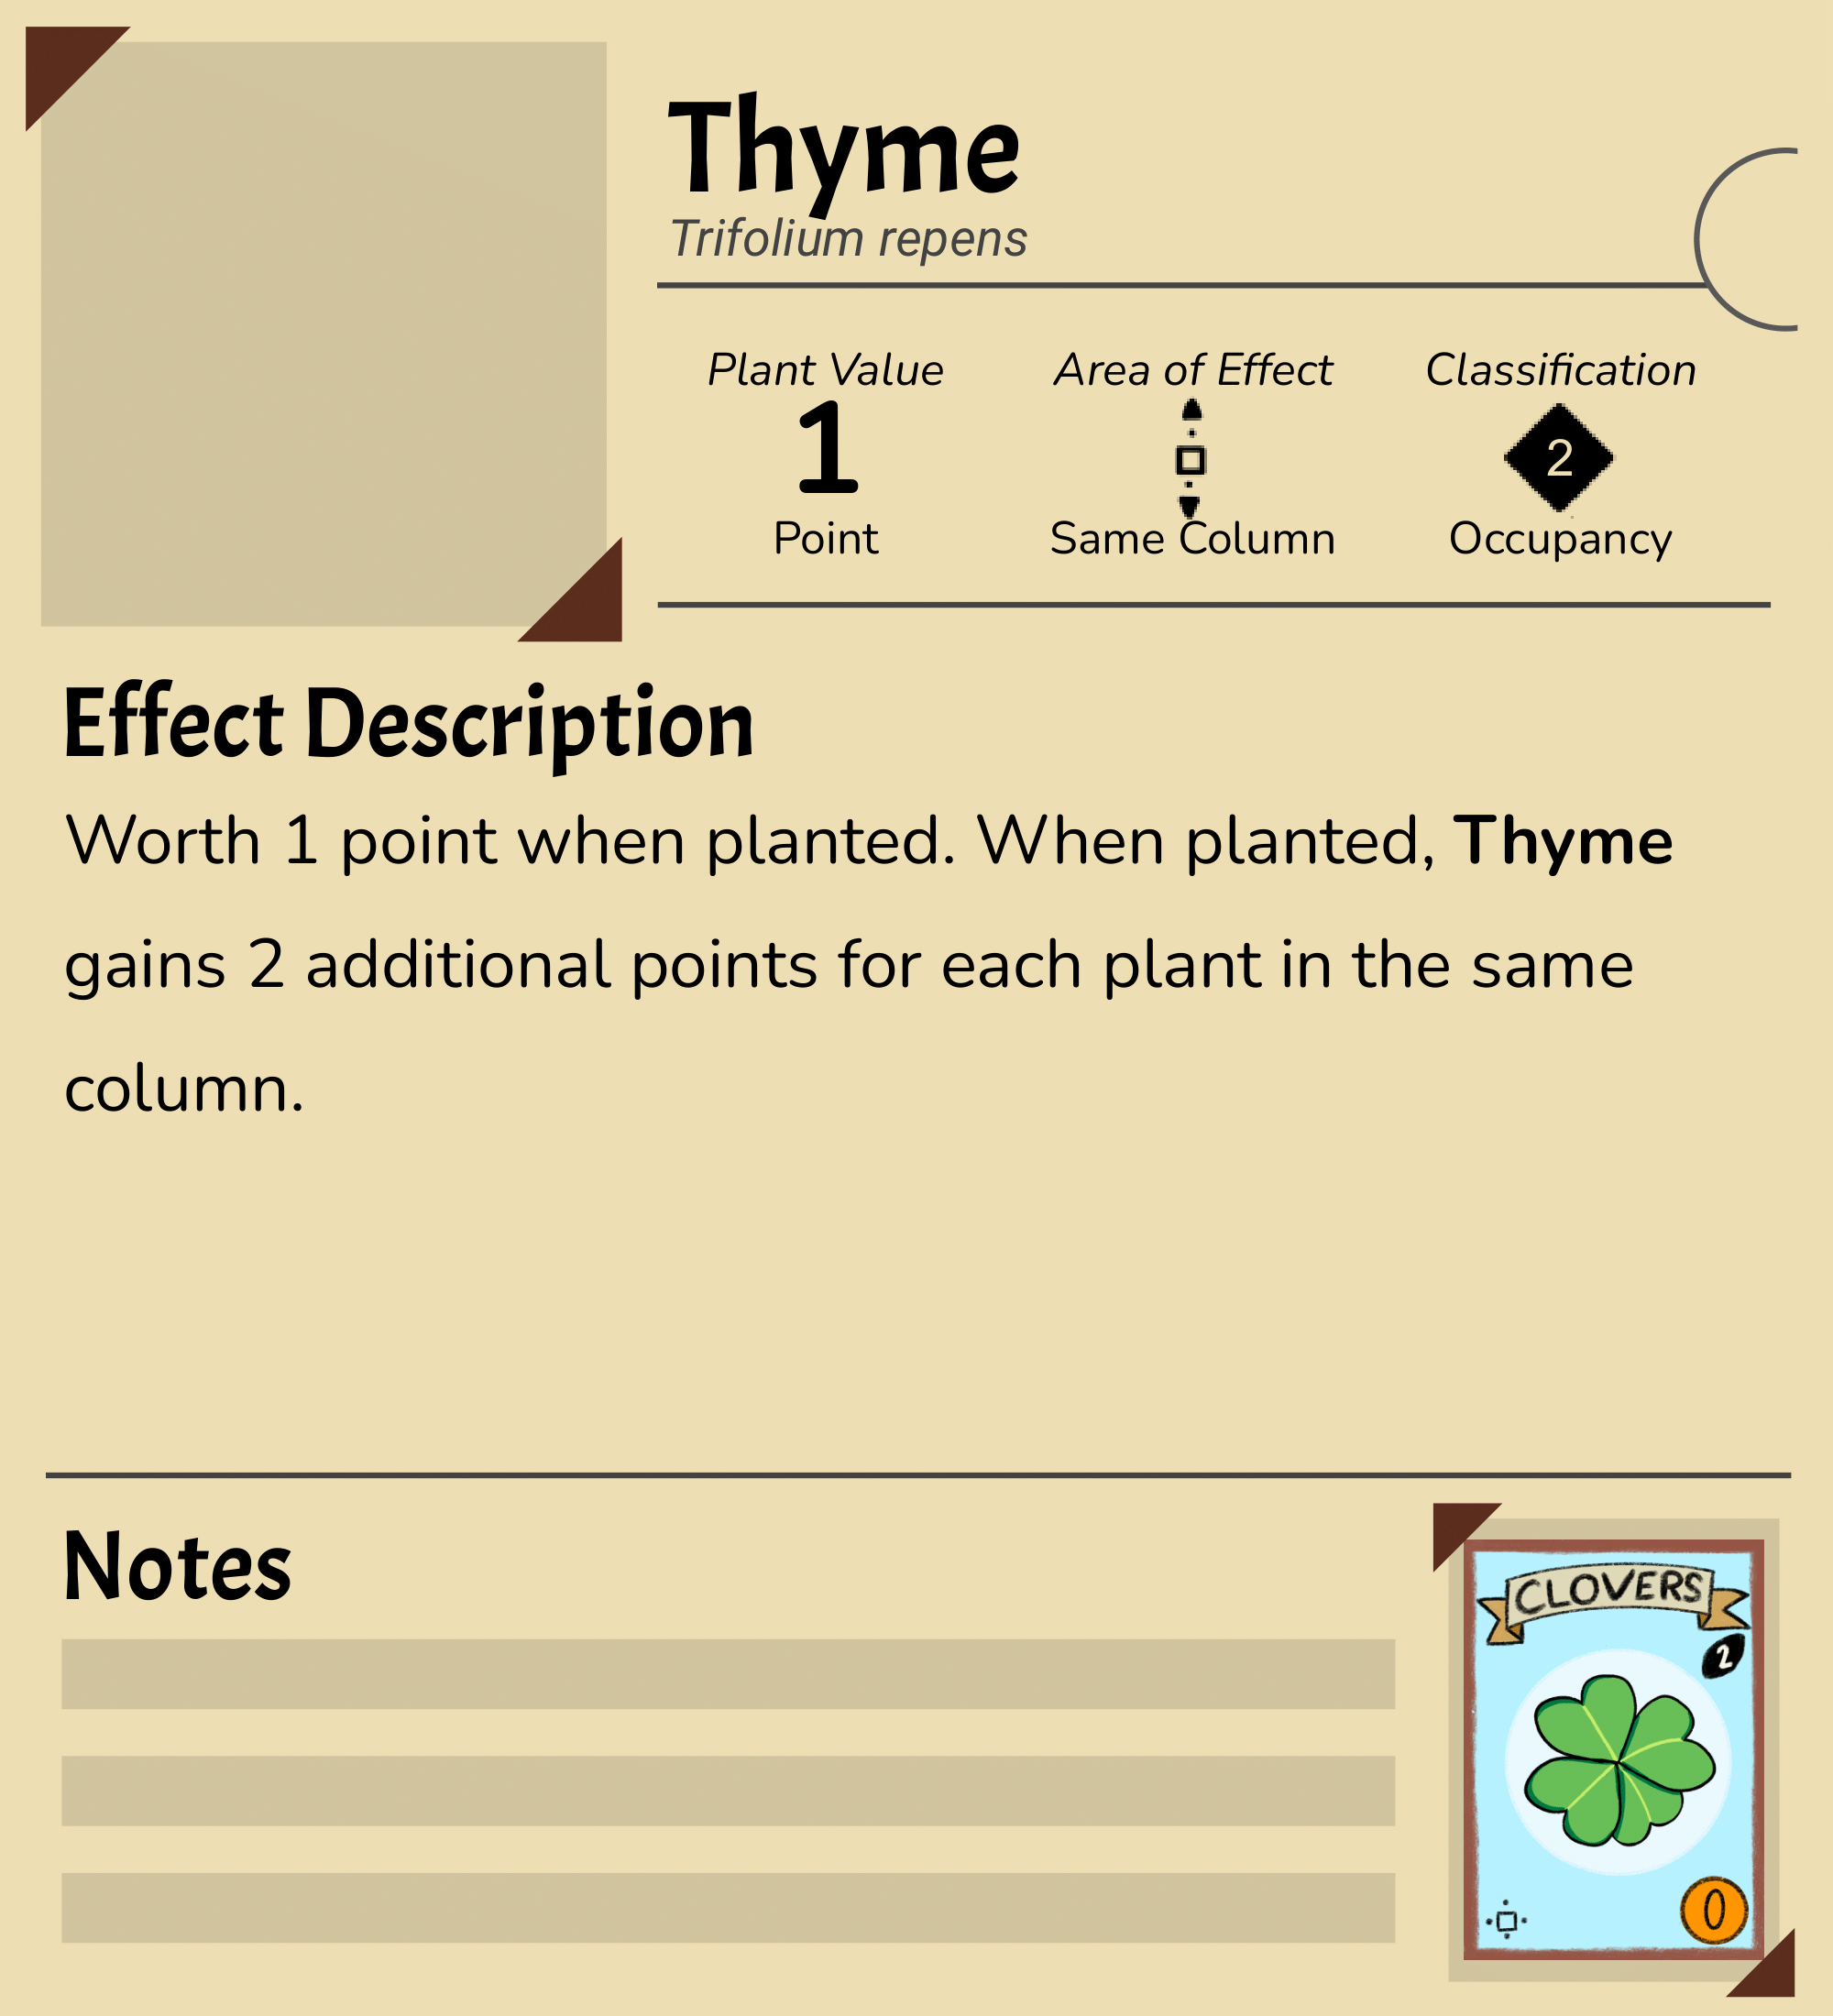 Thyme
Trifolium repens
Plant Value
Area of Effect
Classification
1
2
Point
Same Column
Occupancy
Effect Description
Worth 1 point when planted. When planted, Thyme
gains 2 additional points for each plant in the same
column.
Notes
CLOVERS
2
0